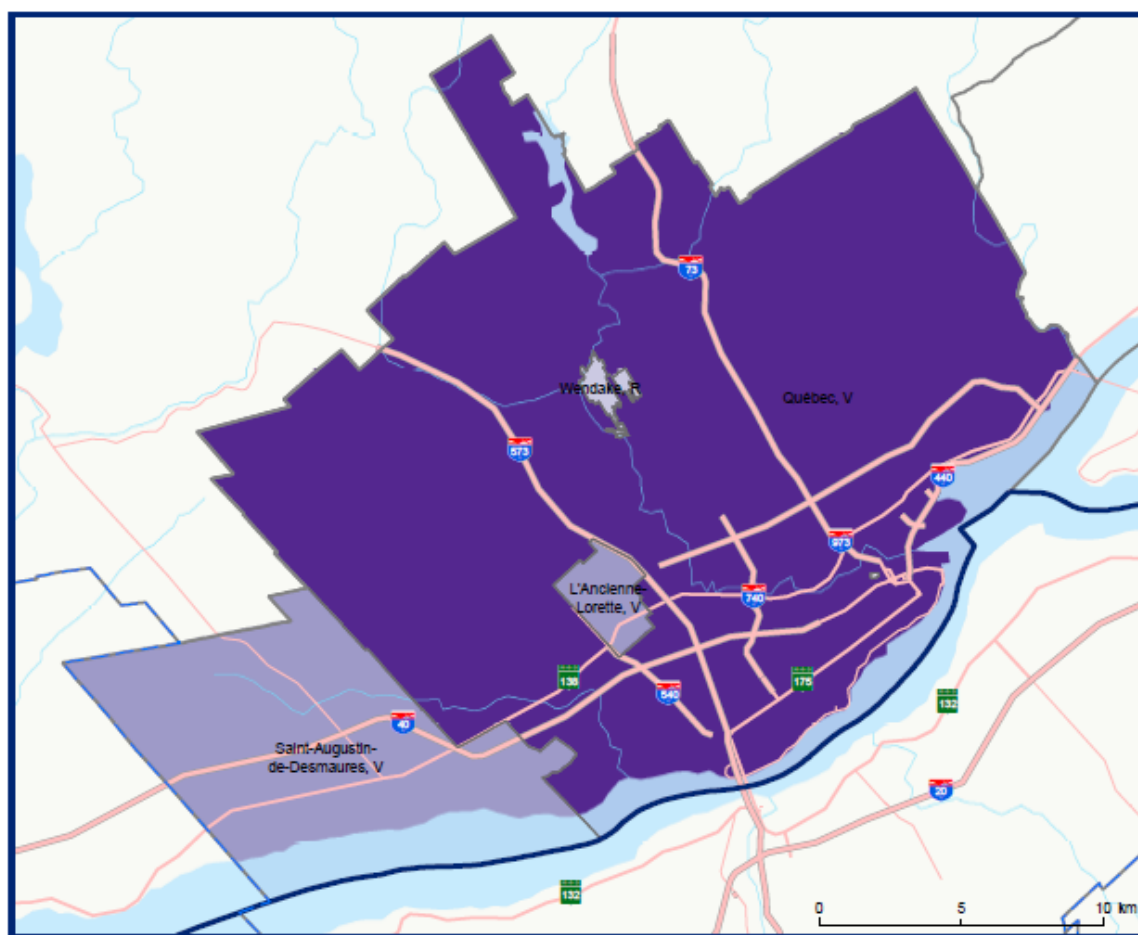 73
Wendake, R
Québec, V
573
440
973
L'Ancienne-
Lorette, V
740
138
540
175
132
40
Saint-Augustin-
de-Desmaures, V
20
132
0 5 10 km